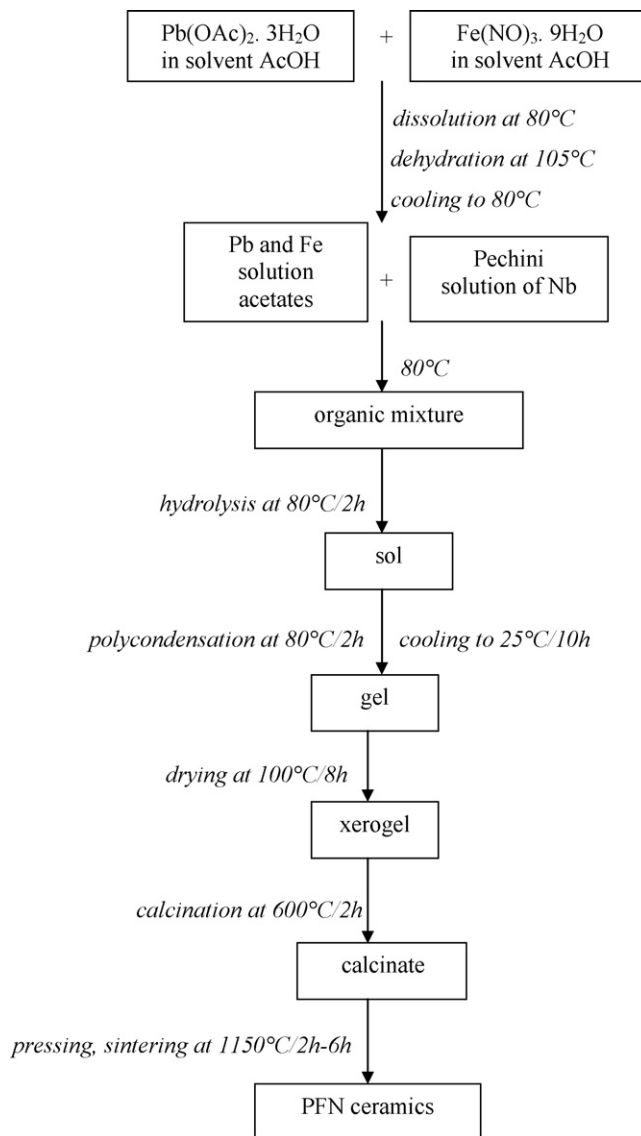 Pb(OAc)₂. 3H₂O
in solvent AcOH
+
Fe(NO)₃. 9H₂O
in solvent AcOH
dissolution at 80°C
dehydration at 105°C
cooling to 80°C
Pb and Fe
solution
acetates
+
Pechini
solution of Nb
80°C
organic mixture
hydrolysis at 80°C/2h
sol
polycondensation at 80°C/2h
cooling to 25°C/10h
gel
drying at 100°C/8h
xerogel
calcination at 600°C/2h
calcinate
pressing, sintering at 1150°C/2h-6h
PFN ceramics